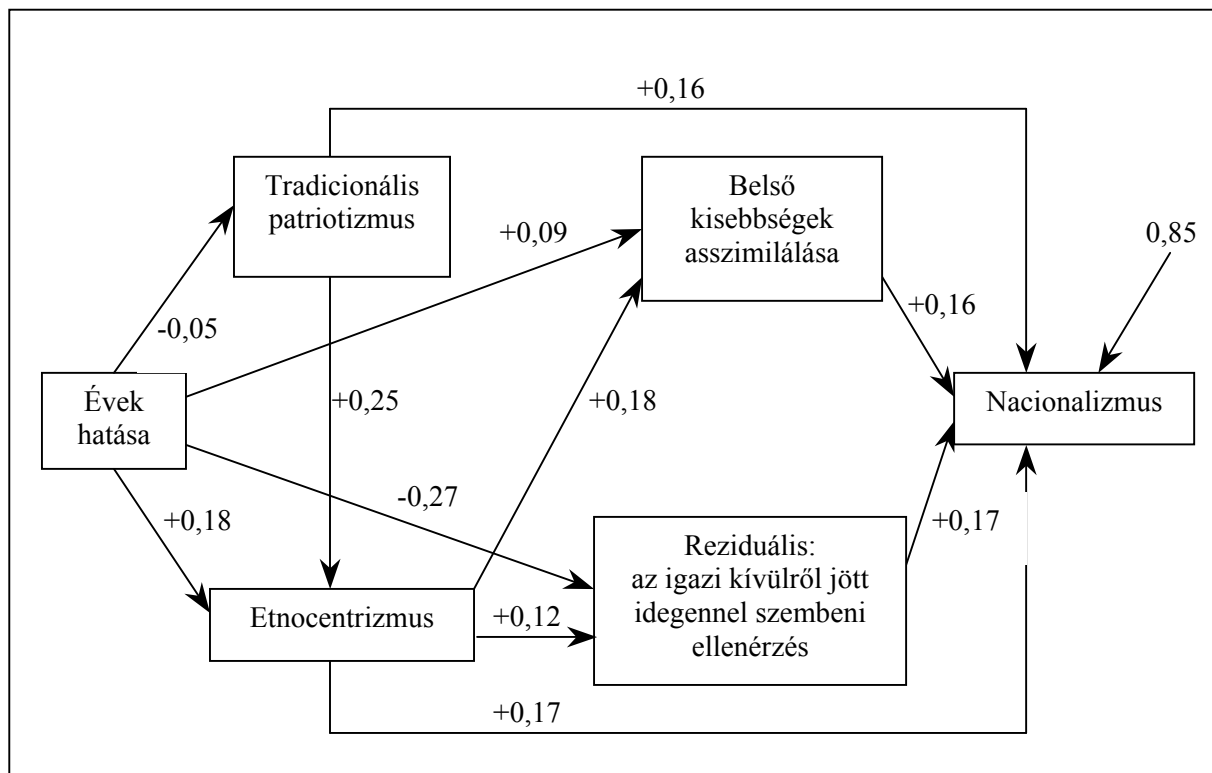 +0,16
Tradicionális
patriotizmus
Belső
kisebbségek
asszimilálása
+0,09
0,85
-0,05
+0,16
Évek
hatása
+0,25
+0,18
Nacionalizmus
-0,27
+0,18
+0,17
Reziduális:
az igazi kívülről jött
idegennel szembeni
ellenérzés
Etnocentrizmus
+0,12
+0,17